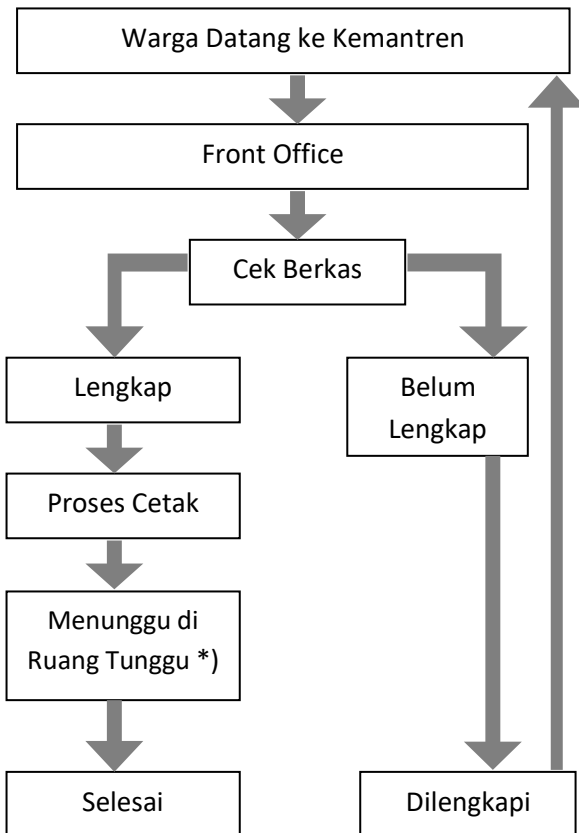 Warga Datang ke Kemantren
Front Office
Cek Berkas
Lengkap
Belum
Lengkap
Proses Cetak
Menunggu di
Ruang Tunggu *)
Selesai
Dilengkapi